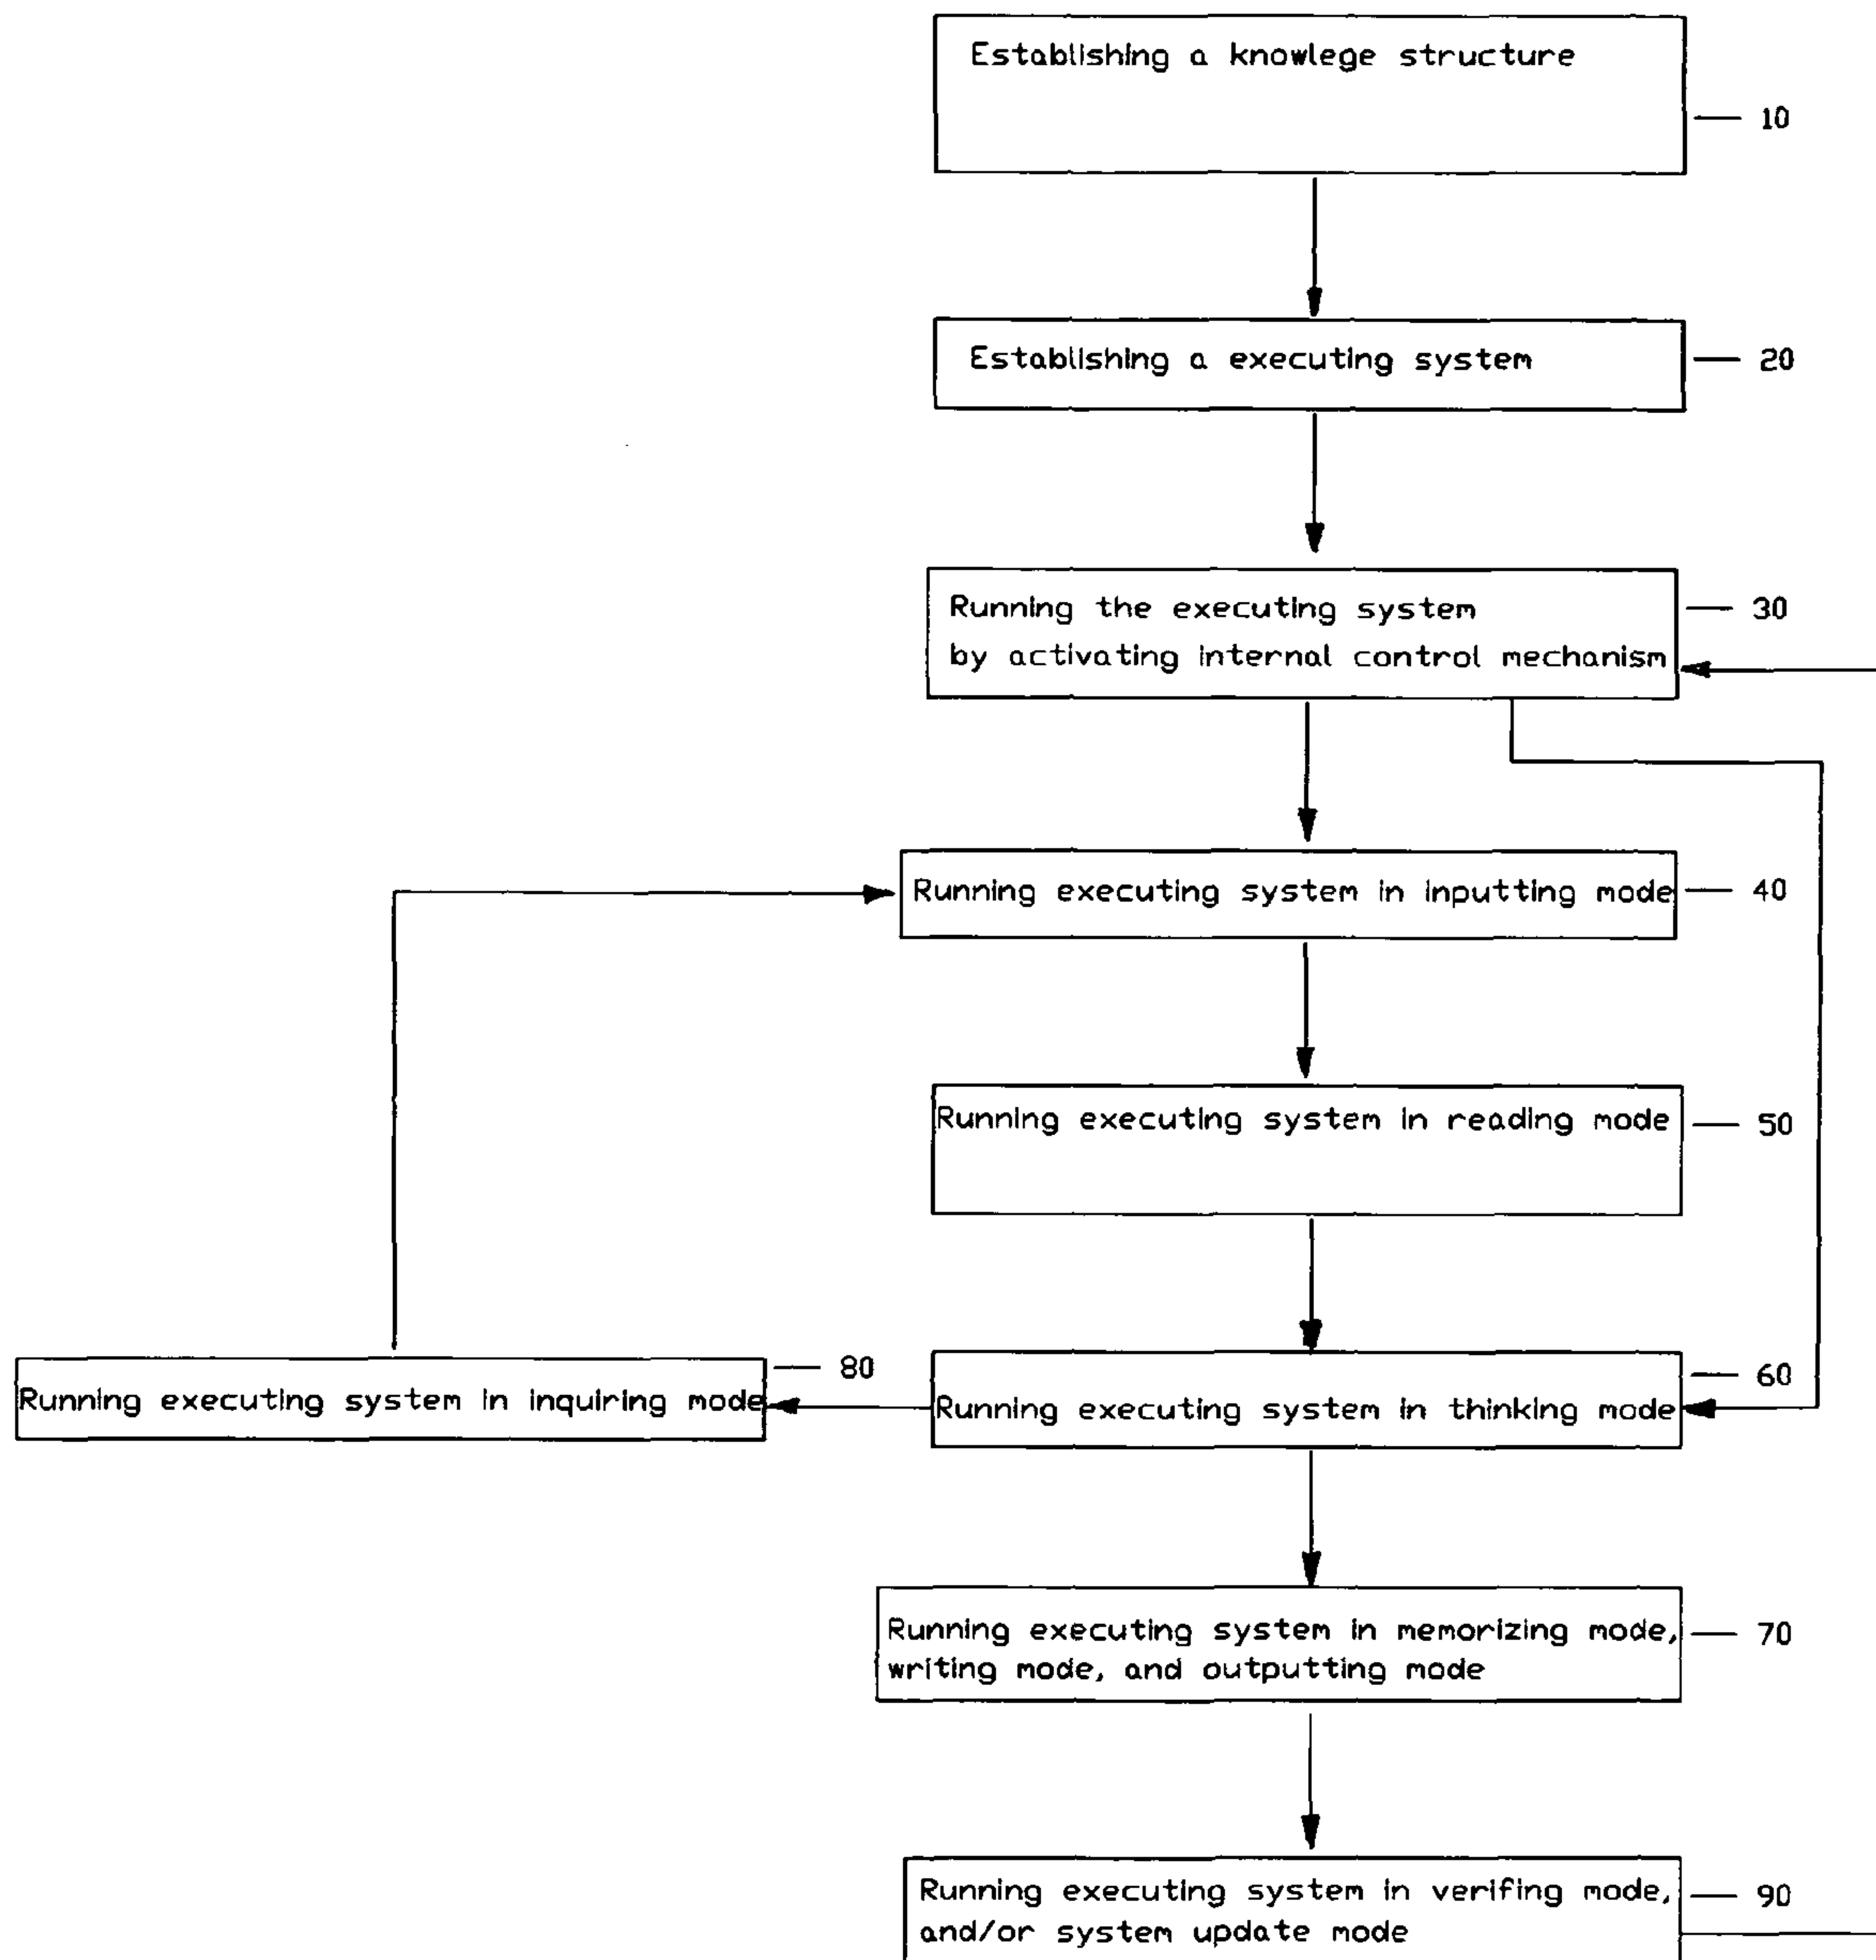 Establishing a knowlege structure
10
Establishing a executing system
20
Running the executing system
30
by activating internal control mechanism
Running executing system in inputting mode
40
Running executing system in reading mode
50
80
60
Running executing system in inquiring mode
Running executing system in thinking mode
Running executing system in memorizing mode,
70
writing mode, and outputting mode
Running executing system in verifing mode,
90
and/or system update mode